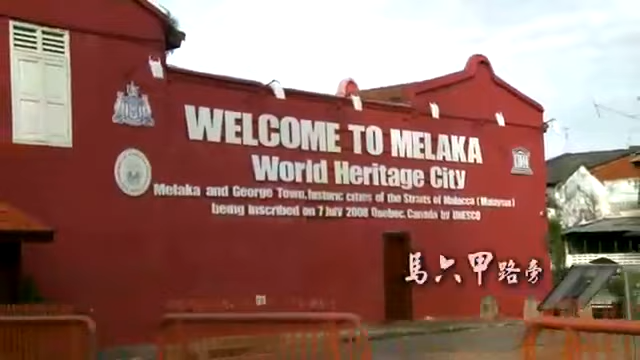 WELCOME TO MELAKA
World Heritage City
Melaka and George Town, historic cities of the Straits of Malacca (Malaysia)
being inscribed on 7 July 2008 Quebec, Canada by UNESCO
馬六甲路旁